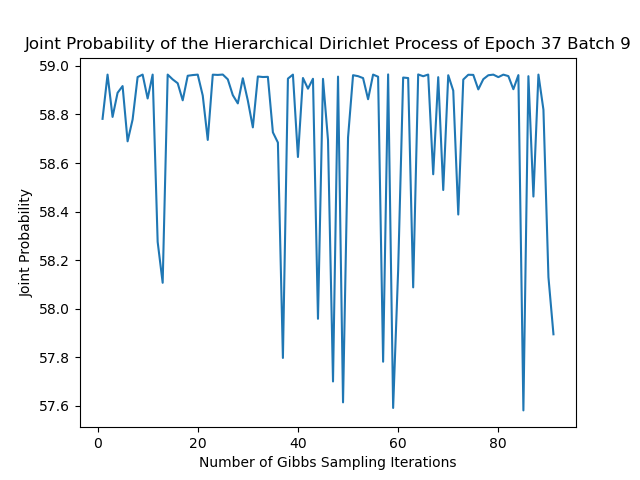 Joint Probability of the Hierarchical Dirichlet Process of Epoch 37 Batch 9
59.0
58.8
58.6
58.4
58.2
58.0
57.8
57.6
Joint Probability
0 20 40 60 80
Number of Gibbs Sampling Iterations